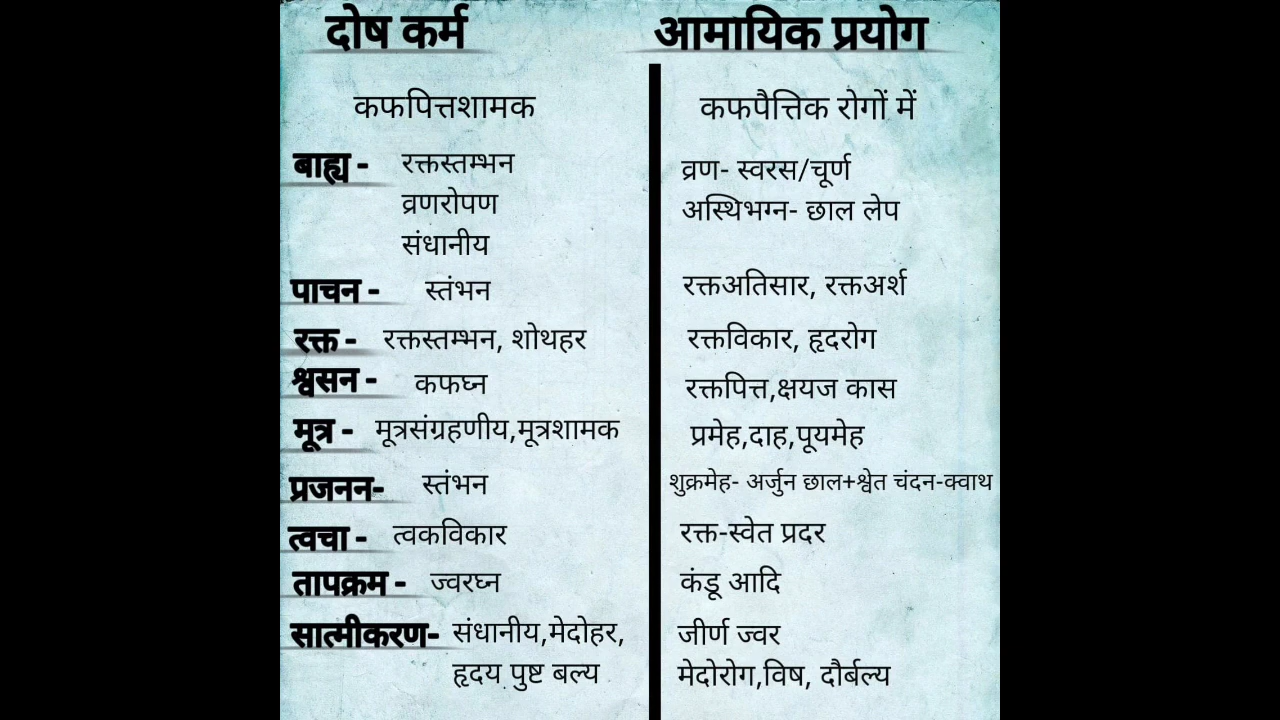 दोष कर्म
कफपित्तशामक
बाह्य - रक्तस्तम्भन
व्रणरोपण
संधानीय
पाचन - स्तंभन
रक्त - रक्तस्तम्भन, शोथहर
श्वसन - कफघ्न
मूत्र - मूत्रसंग्रहणीय,मूत्रशामक
प्रजनन- स्तंभन
त्वचा - त्वकविकार
तापक्रम - ज्वरघ्न
सात्मीकरण- संधानीय,मेदोहर,
हृदय पुष्ट बल्य
आमायिक प्रयोग
कफपैत्तिक रोगों में
व्रण- स्वरस/चूर्ण
अस्थिभग्न- छाल लेप
रक्तअतिसार, रक्तअर्श
रक्तविकार, हृदरोग
रक्तपित्त,क्षयज कास
प्रमेह,दाह,पूयमेह
शुक्रमेह- अर्जुन छाल+श्वेत चंदन-क्वाथ
रक्त-स्वेत प्रदर
कंडू आदि
जीर्ण ज्वर
मेदोरोग,विष, दौर्बल्य